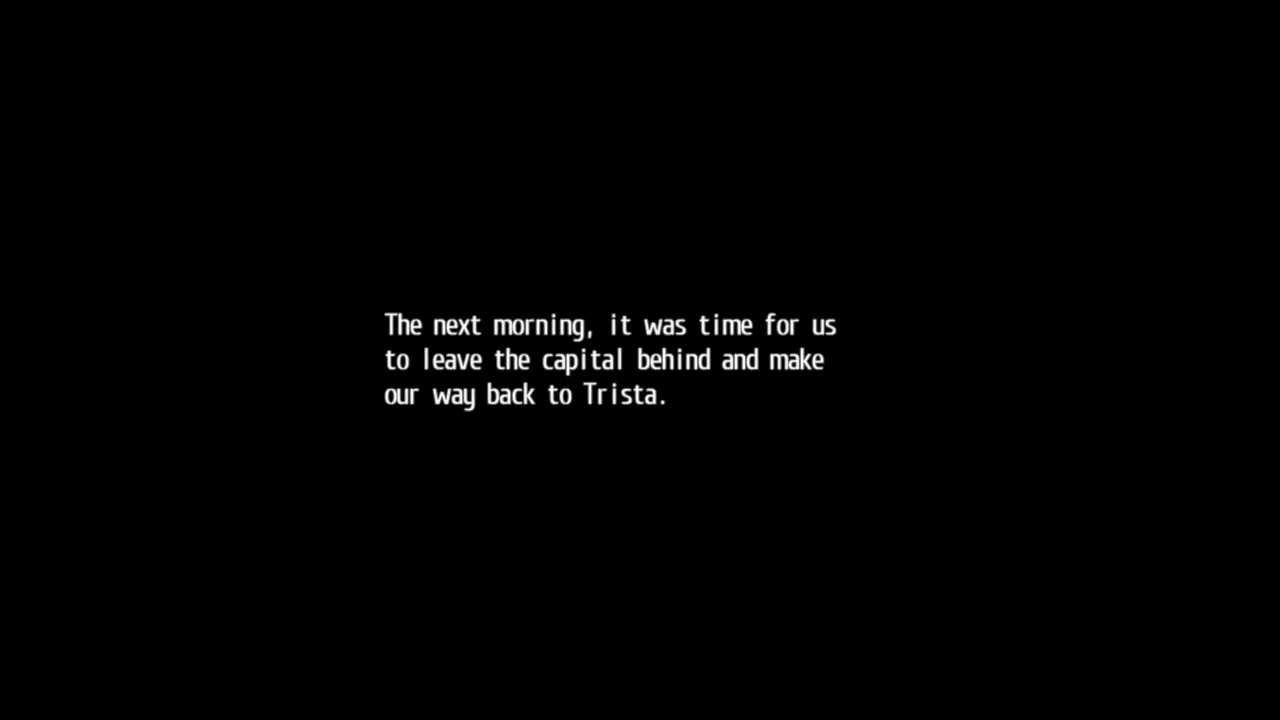 The next morning, it was time for us
to leave the capital behind and make
our way back to Trista.